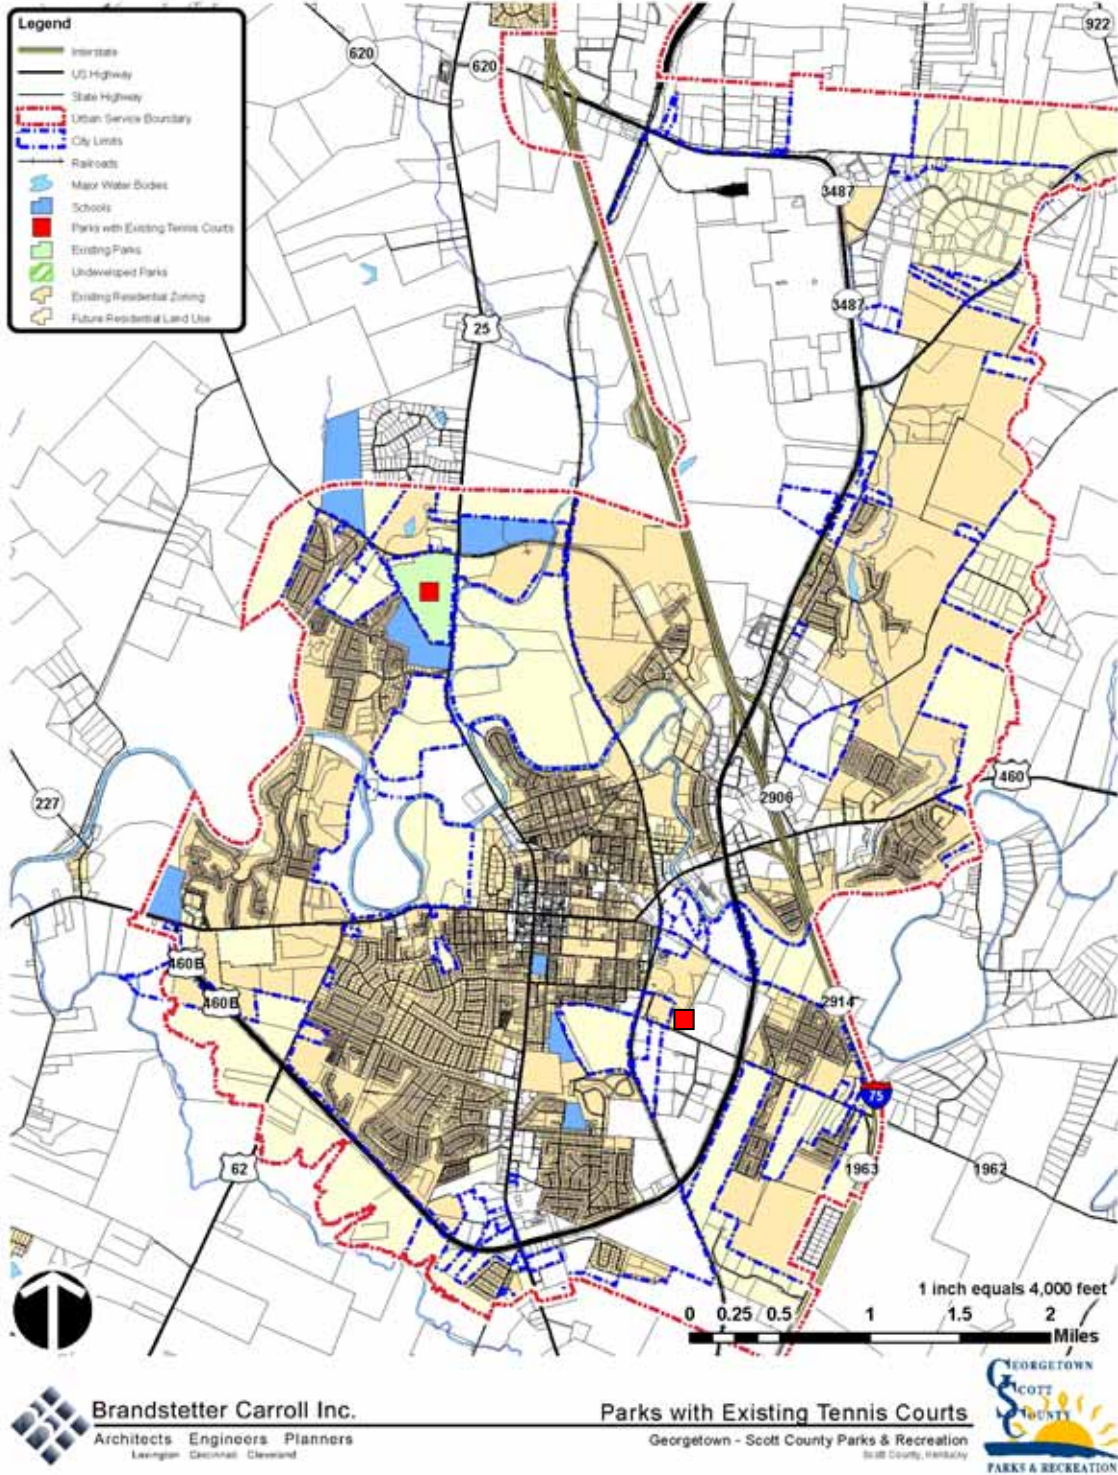 Legend
Interstate
US Highway
State Highway
Urban Service Boundary
City Limits
Railroads
Major Water Bodies
Schools
Parks with Existing Tennis Courts
Existing Parks
Undeveloped Parks
Existing Residential Zoning
Future Residential Land Use
620
620
922
3487
3487
25
460
2906
227
460B
460B
2914
75
62
1963
1962
1 inch equals 4,000 feet
0 0.25 0.5 1 1.5 2
Miles
Brandstetter Carroll Inc.
Architects Engineers Planners
Lexington Cincinnati Cleveland
Parks with Existing Tennis Courts
Georgetown - Scott County Parks & Recreation
Scott County, Kentucky
GEORGETOWN
SCOTT
COUNTY
PARKS & RECREATION